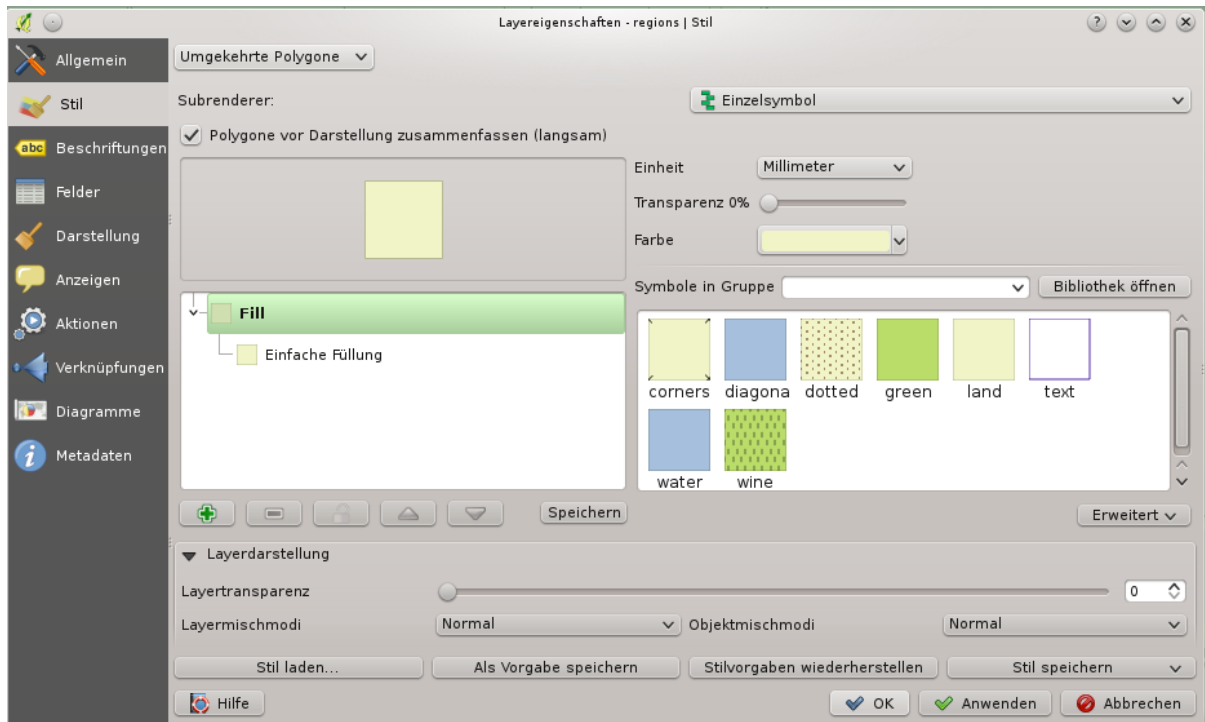 Layereigenschaften - regions | Stil
Allgemein
Stil
abc Beschriftungen
Felder
Darstellung
Anzeigen
Aktionen
Verknüpfungen
Diagramme
i Metadaten
Umgekehrte Polygone
Subrenderer:
Einzelsymbol
Polygone vor Darstellung zusammenfassen (langsam)
Einheit
Millimeter
Transparenz 0%
Farbe
Fill
Einfache Füllung
Symbole in Gruppe
Bibliothek öffnen
corners diagona dotted green land text
water wine
Speichern
Erweitert
Layerdarstellung
Layertransparenz
0
Layermischmodi
Normal
Objektmischmodi
Normal
Stil laden...
Als Vorgabe speichern
Stilvorgaben wiederherstellen
Stil speichern
Hilfe
OK
Anwenden
Abbrechen